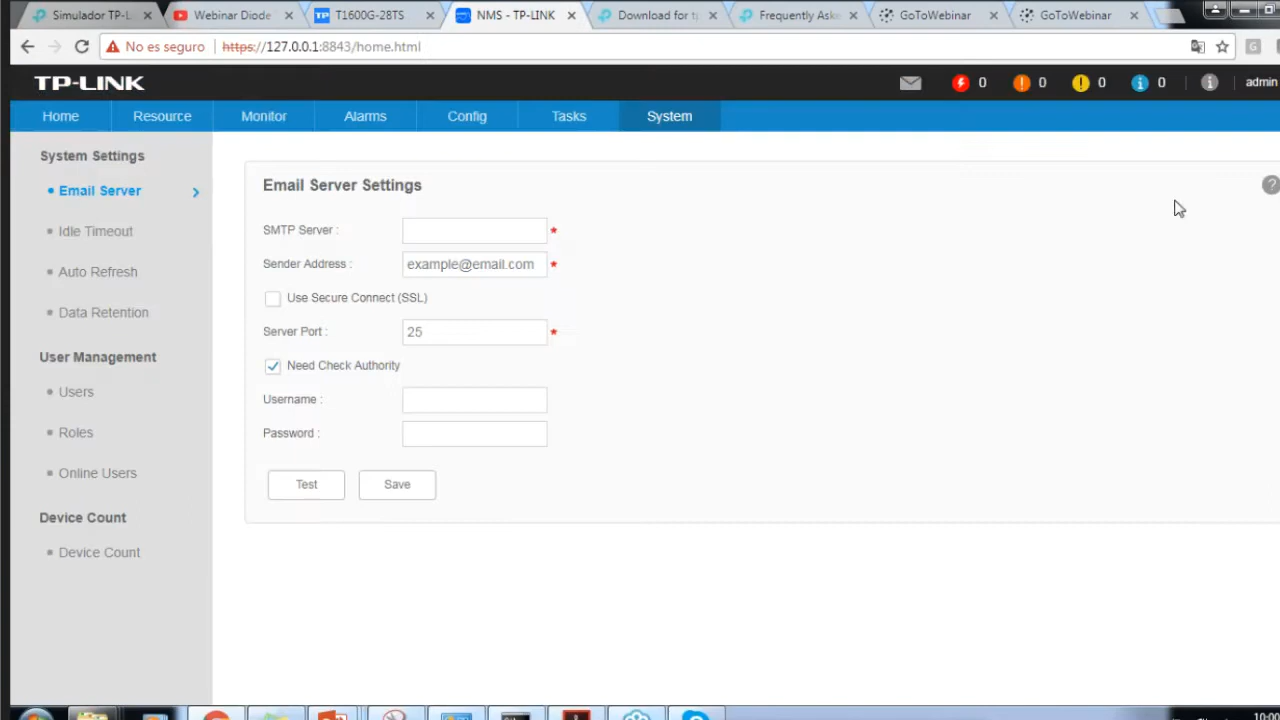 Simulador TP-L
Webinar Diode
T1600G-28TS
NMS - TP-LINK
Download for tp
Frequently Aske
GoToWebinar
GoToWebinar
No es seguro
https://127.0.0.1:8843/home.html
TP-LINK
0
0
0
0
admin
Home
Resource
Monitor
Alarms
Config
Tasks
System
System Settings
Email Server
Idle Timeout
Auto Refresh
Data Retention
User Management
Users
Roles
Online Users
Device Count
Device Count
Email Server Settings
SMTP Server :
*
Sender Address :
example@email.com
*
Use Secure Connect (SSL)
Server Port :
25
*
Need Check Authority
Username :
Password :
Test
Save